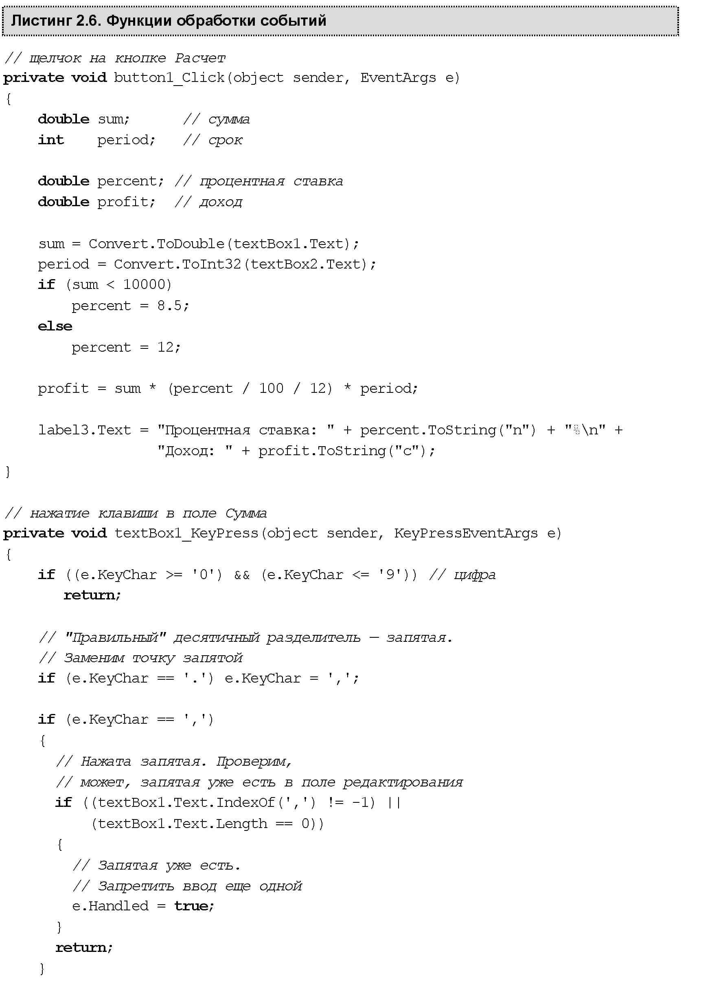 Листинг 2.6. Функции обработки событий
// щелчок на кнопке Расчет
private void button1_Click(object sender, EventArgs e)
{
    double sum;      // сумма
    int    period;   // срок
    double percent; // процентная ставка
    double profit;  // доход
    sum = Convert.ToDouble(textBox1.Text);
    period = Convert.ToInt32(textBox2.Text);
    if (sum < 10000)
        percent = 8.5;
    else
        percent = 12;
    profit = sum * (percent / 100 / 12) * period;
    label3.Text = "Процентная ставка: " + percent.ToString("n") + "%\n" +
                  "Доход: " + profit.ToString("c");
}
// нажатие клавиши в поле Сумма
private void textBox1_KeyPress(object sender, KeyPressEventArgs e)
{
    if ((e.KeyChar >= '0') && (e.KeyChar <= '9')) // цифра
       return;
    // "Правильный" десятичный разделитель — запятая.
    // Заменим точку запятой
    if (e.KeyChar == '.') e.KeyChar = ',';
    if (e.KeyChar == ',')
    {
      // Нажата запятая. Проверим,
      // может, запятая уже есть в поле редактирования
      if ((textBox1.Text.IndexOf(',') != -1) ||
          (textBox1.Text.Length == 0))
      {
        // Запятая уже есть.
        // Запретить ввод еще одной
        e.Handled = true;
      }
      return;
    }